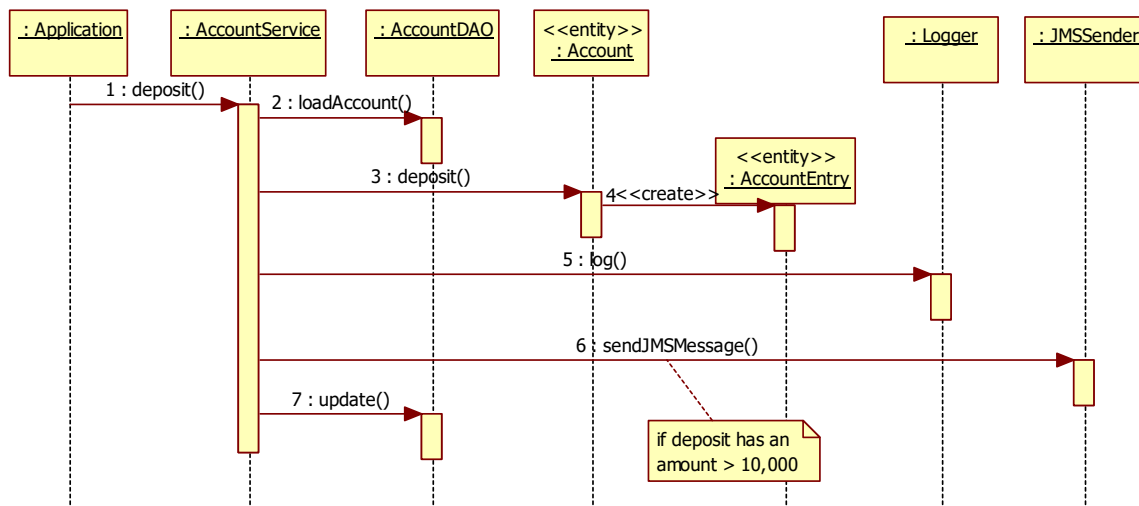 : Application
: AccountService
: AccountDAO
<<entity>>
: Account
: Logger
: JMSSender
1 : deposit()
2 : loadAccount()
<<entity>>
: AccountEntry
3 : deposit()
4<<create>>
5 : log()
6 : sendJMSMessage()
7 : update()
if deposit has an
amount > 10,000